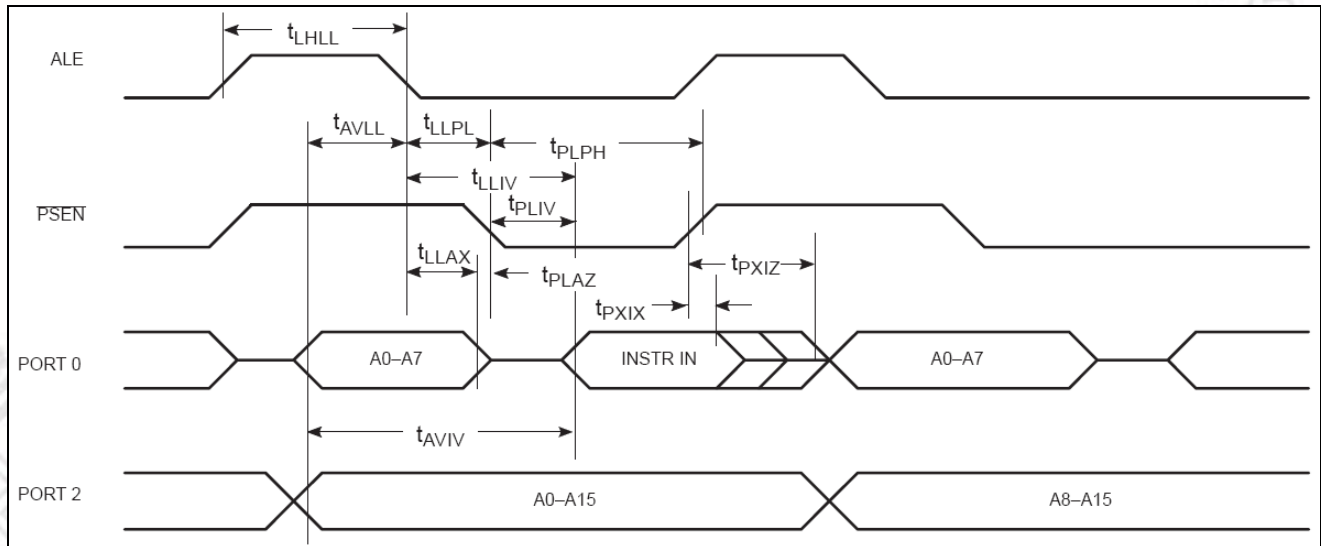 tLHLL
ALE
tAVLL
tLLPL
tPLPH
tLLIV
PSEN
tPLIV
tLLAX
tPLAZ
tPXIZ
tPXIX
PORT 0
A0–A7
INSTR IN
A0–A7
tAVIV
PORT 2
A0–A15
A8–A15